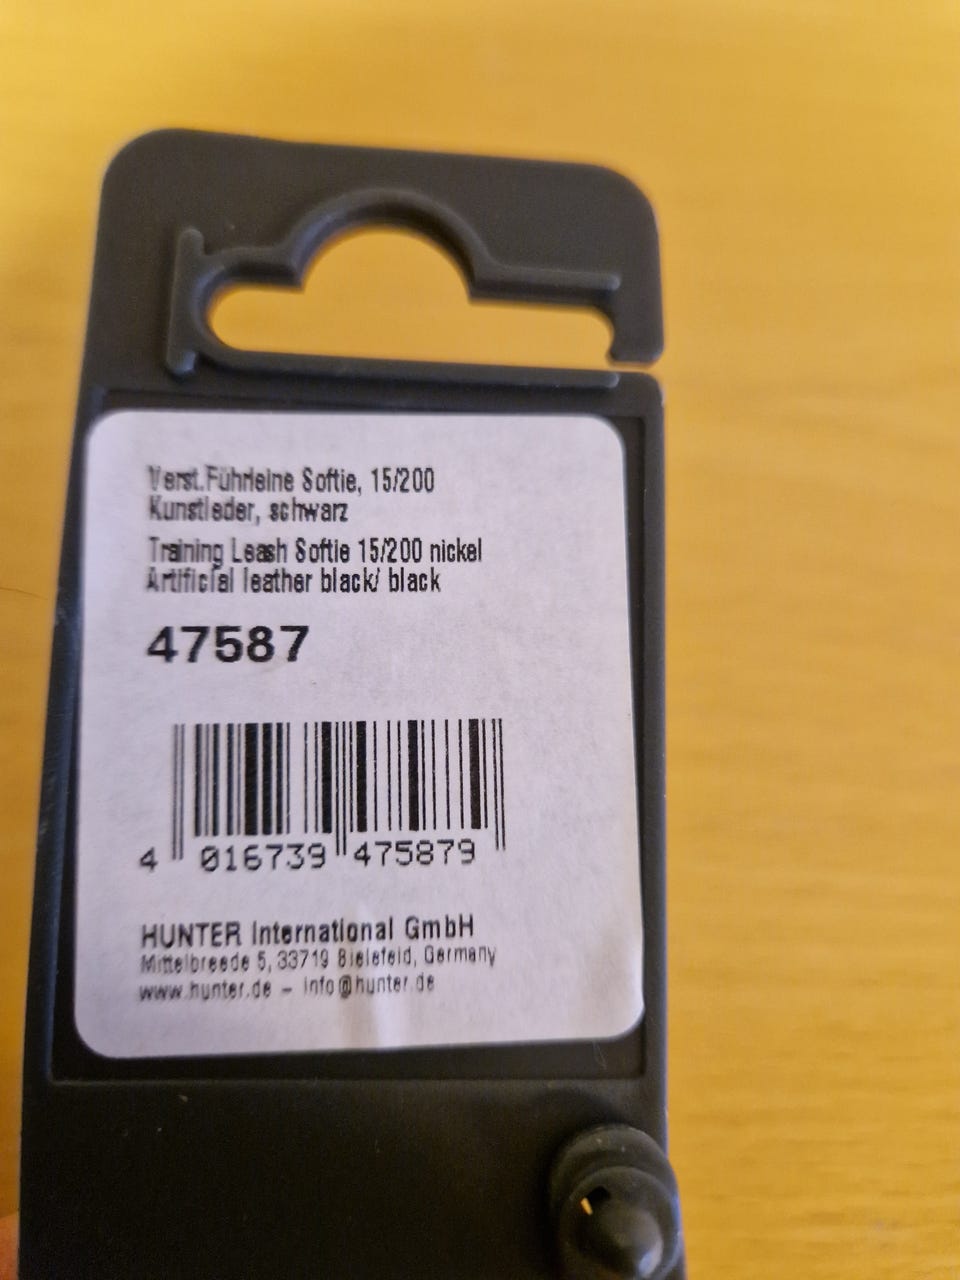 Verst.Führleine Softie, 15/200
Kunstleder, schwarz
Training Leash Softie 15/200 nickel
Artificial leather black/ black
47587
4 016739 475879
HUNTER International GmbH
Mittelbreede 5, 33719 Bielefeld, Germany
www.hunter.de – info@hunter.de